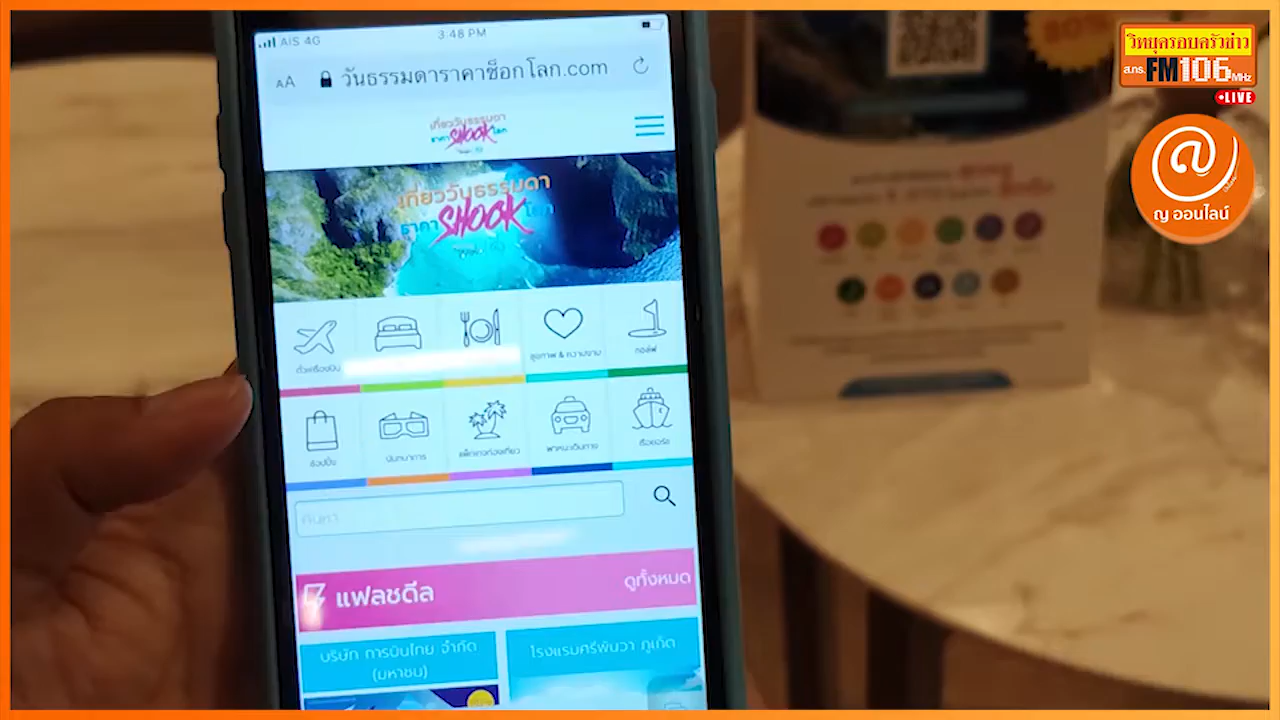 AIS 4G
3:48 PM
AA
วันธรรมดาราคาช็อกโลก.com
เที่ยววันธรรมดา
ราคา SHOCK โลก
เที่ยววันธรรมดา
ราคา SHOCK โลก
ตั๋วเครื่องบิน
สุขภาพ & ความงาม
กอล์ฟ
ช้อปปิ้ง
นันทนาการ
แพ็กเกจท่องเที่ยว
พาหนะเดินทาง
เรือยอร์ช
ค้นหา
แฟลชดีล
ดูทั้งหมด
บริษัท การบินไทย จำกัด
(มหาชน)
โรงแรมศรีพันวา ภูเก็ต
วิทยุครอบครัวข่าว
ส.ทร. FM106 MHz
LIVE
ญ ออนไลน์